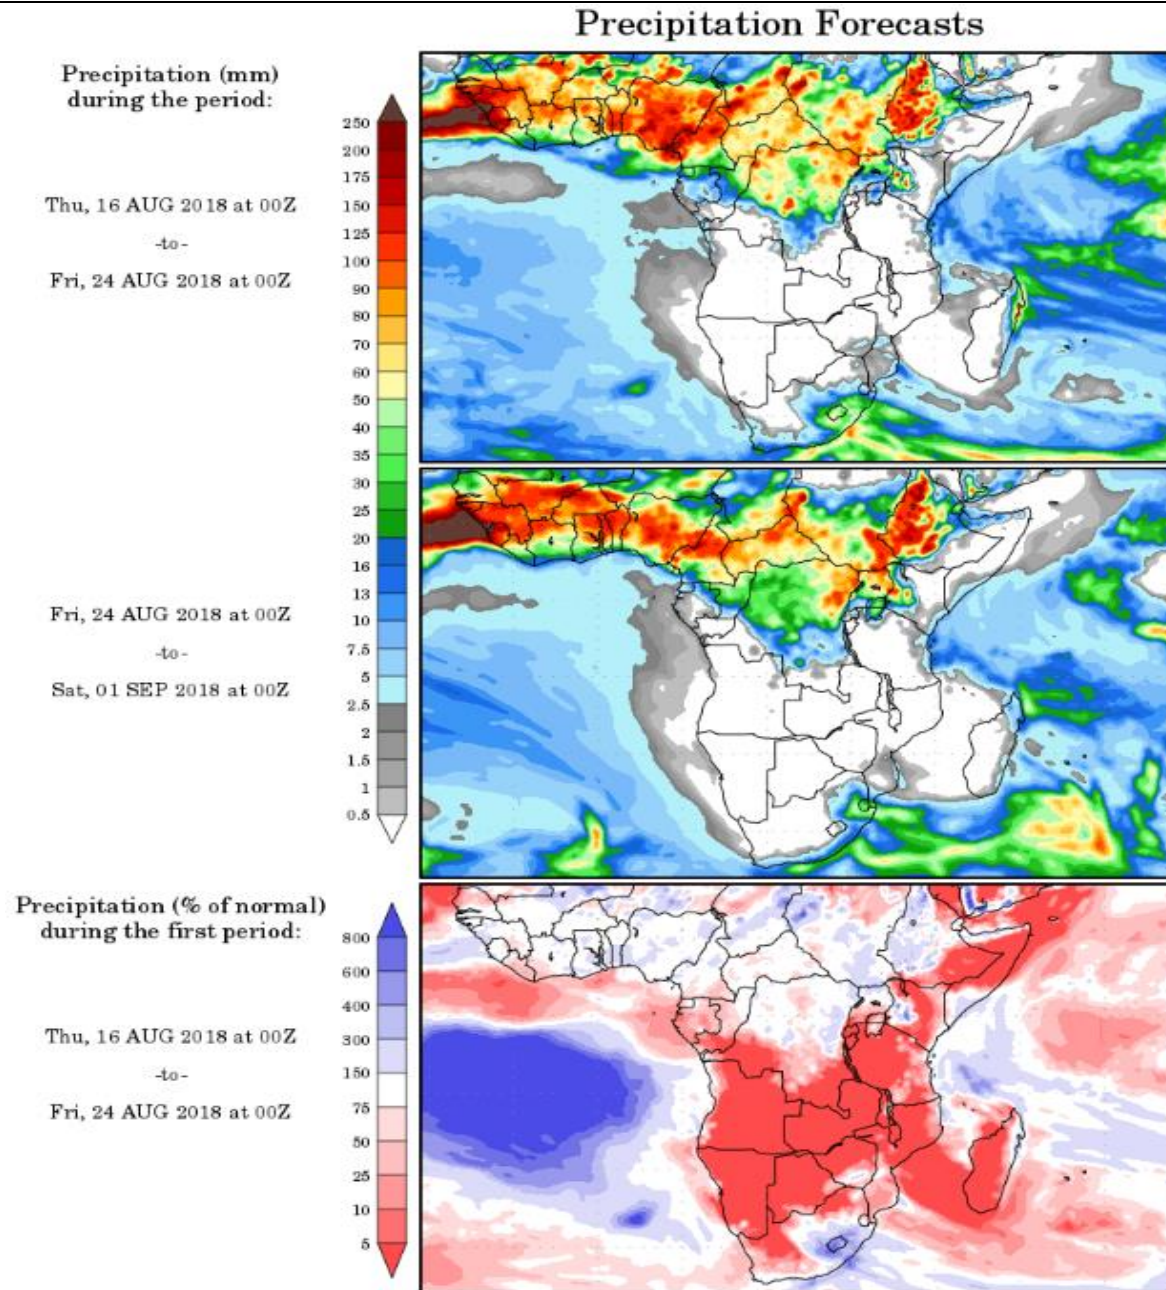 Precipitation Forecasts
Precipitation (mm)
during the period:
Thu, 16 AUG 2018 at 00Z
-to-
Fri, 24 AUG 2018 at 00Z
250
200
175
150
125
100
90
80
70
60
50
40
35
30
25
20
16
13
10
7.5
5
2.5
2
1.5
1
0.5
Fri, 24 AUG 2018 at 00Z
-to-
Sat, 01 SEP 2018 at 00Z
Precipitation (% of normal)
during the first period:
Thu, 16 AUG 2018 at 00Z
-to-
Fri, 24 AUG 2018 at 00Z
800
600
400
300
150
75
50
25
10
5